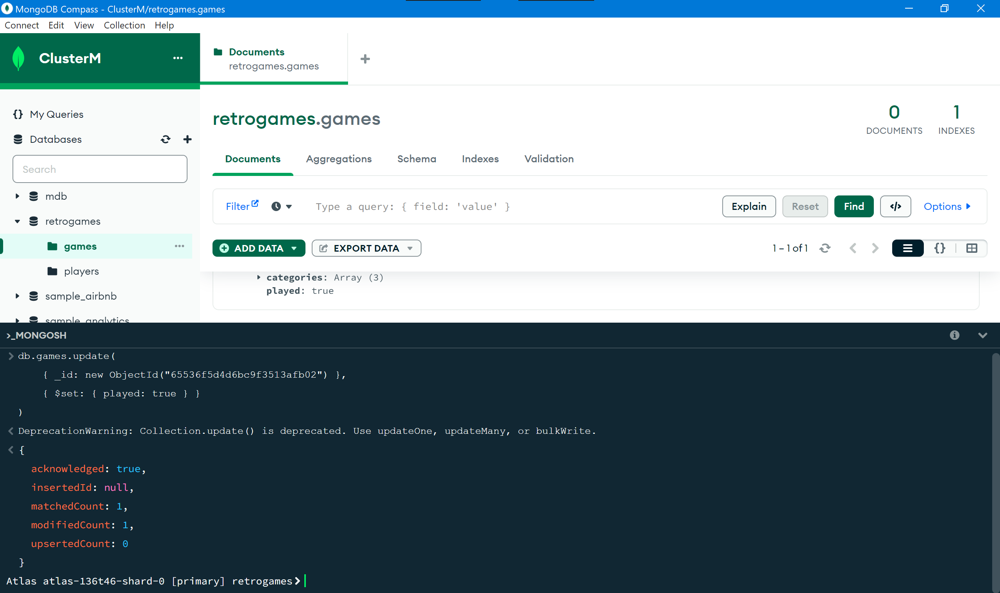 MongoDB Compass - ClusterM/retrogames.games
Connect Edit View Collection Help
ClusterM
Documents
retrogames.games
My Queries
Databases
Search
mdb
retrogames
games
players
sample_airbnb
sample_analytics
retrogames.games
0
DOCUMENTS
1
INDEXES
Documents Aggregations Schema Indexes Validation
Filter Type a query: { field: 'value' } Explain Reset Find </> Options
ADD DATA EXPORT DATA 1 – 1 of 1 {}
categories: Array (3)
played: true
>_MONGOSH
db.games.update(
{ _id: new ObjectId("65536f5d4d6bc9f3513afb02") },
{ $set: { played: true } }
)
DeprecationWarning: Collection.update() is deprecated. Use updateOne, updateMany, or bulkWrite.
{
acknowledged: true,
insertedId: null,
matchedCount: 1,
modifiedCount: 1,
upsertedCount: 0
}
Atlas atlas-136t46-shard-0 [primary] retrogames>